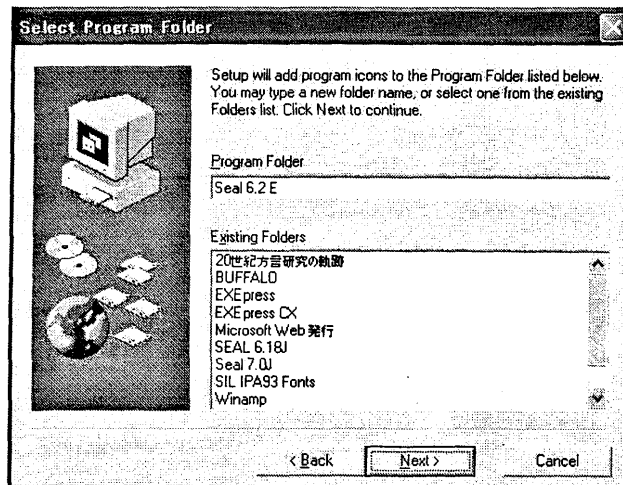 Select Program Folder
Setup will add program icons to the Program Folder listed below.
You may type a new folder name, or select one from the existing
Folders list. Click Next to continue.
Program Folder
Seal 6.2 E
Existing Folders
20世紀方言研究の軌跡
BUFFALO
EXEpress
EXEpress CX
Microsoft Web 発行
SEAL 6.18J
Seal 7.0J
SIL IPA93 Fonts
Winamp
< Back
Next >
Cancel